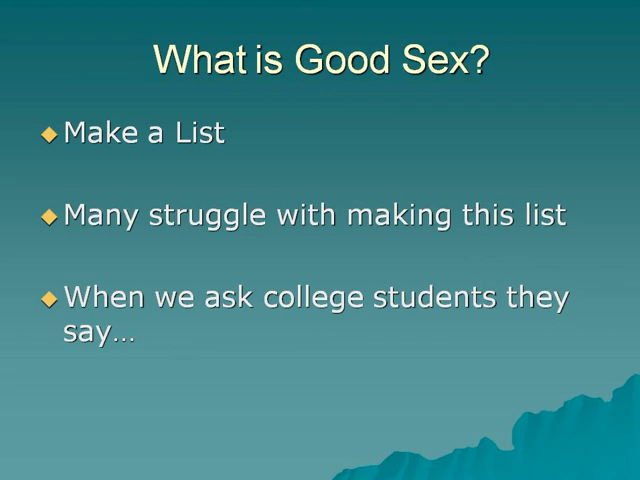 What is Good Sex?
Make a List
Many struggle with making this list
When we ask college students they
say…